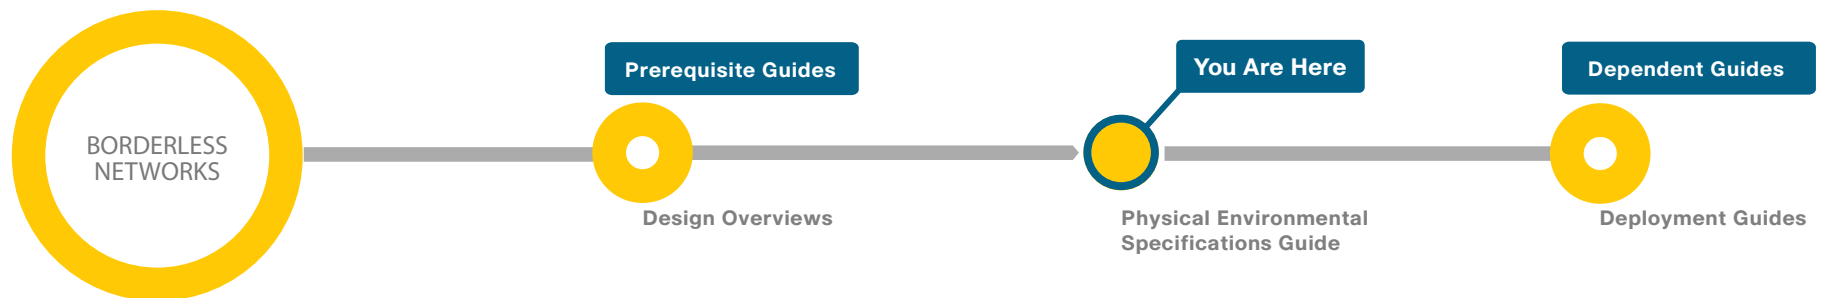 BORDERLESS
NETWORKS
Prerequisite Guides
Design Overviews
You Are Here
Physical Environmental
Specifications Guide
Dependent Guides
Deployment Guides